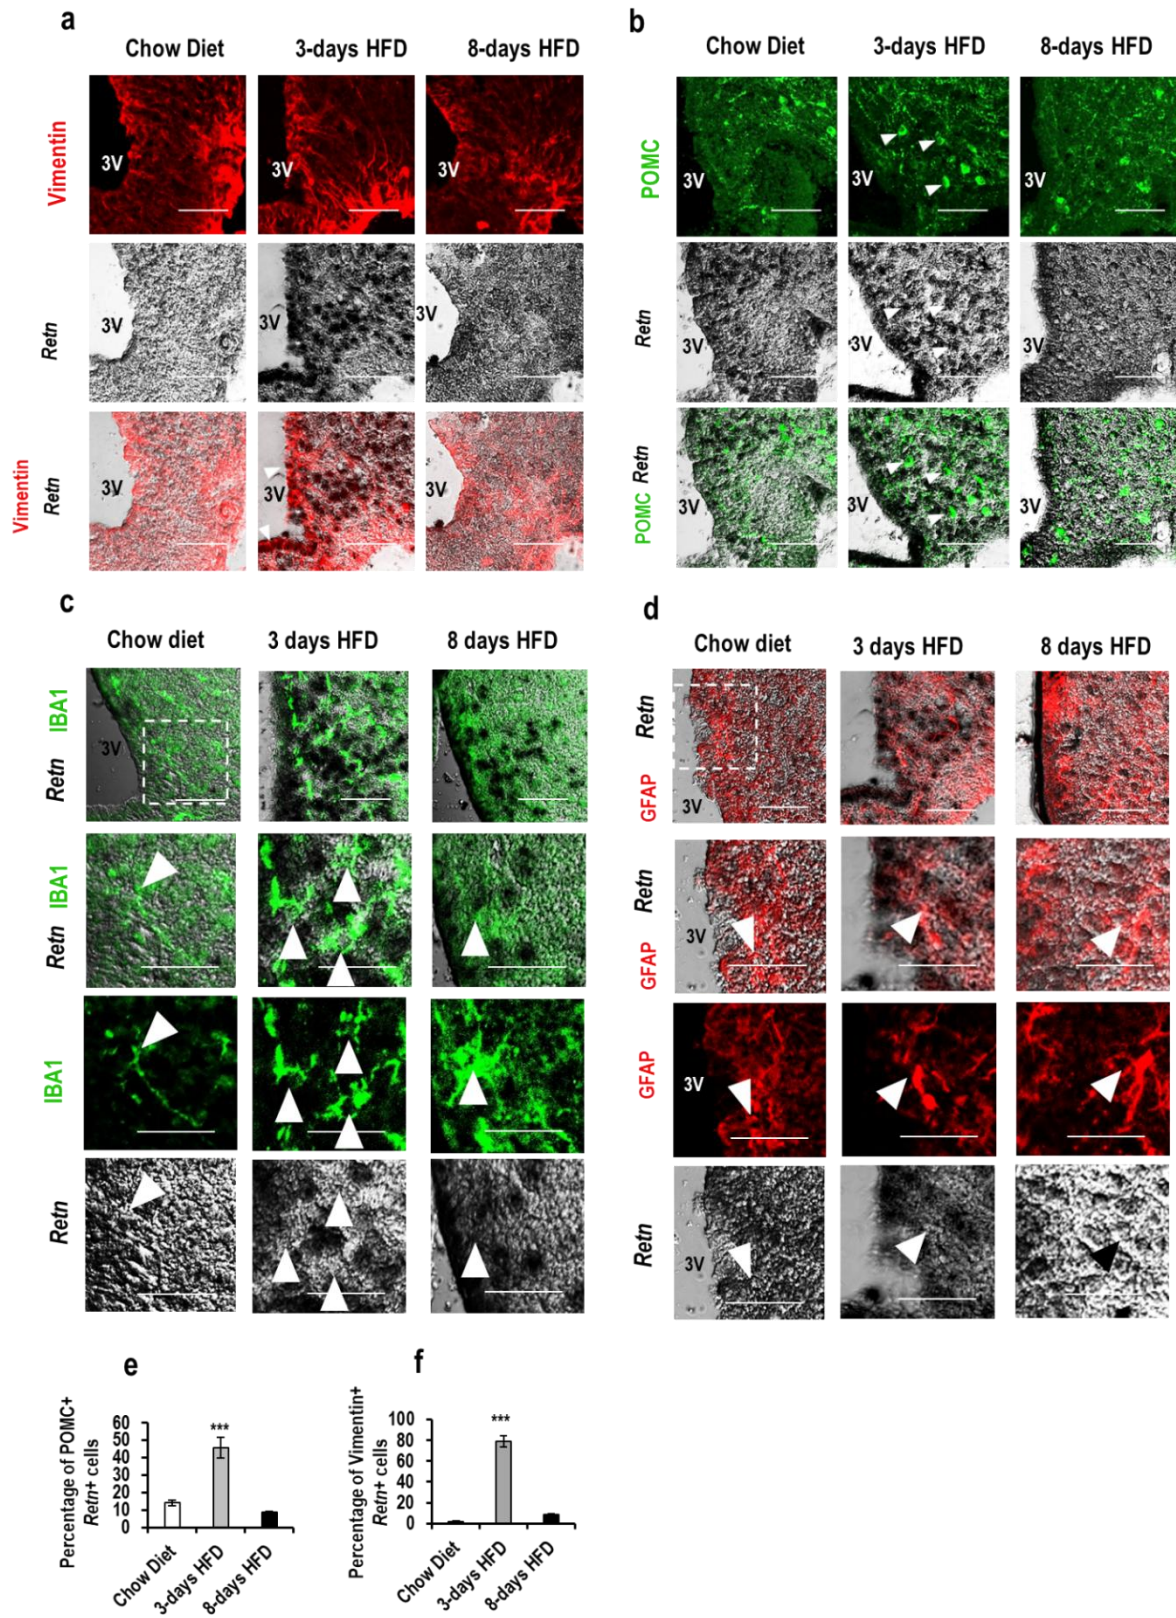 a
Chow Diet 3-days HFD 8-days HFD
Vimentin
3V 3V 3V
Retn
3V 3V 3V
Vimentin
Retn
3V 3V 3V
b
Chow Diet 3-days HFD 8-days HFD
POMC
3V 3V 3V
Retn
3V 3V 3V
POMC Retn
3V 3V 3V
c
Chow diet 3 days HFD 8 days HFD
Retn IBA1
3V
Retn IBA1
IBA1
Retn
d
Chow diet 3 days HFD 8 days HFD
GFAP Retn
3V
GFAP Retn
3V
GFAP
3V
Retn
3V
e
Percentage of POMC+
Retn+ cells
60
50
40
30
20
10
0
***
Chow Diet
3-days HFD
8-days HFD
f
Percentage of Vimentin+
Retn+ cells
100
80
60
40
20
0
***
Chow Diet
3-days HFD
8-days HFD